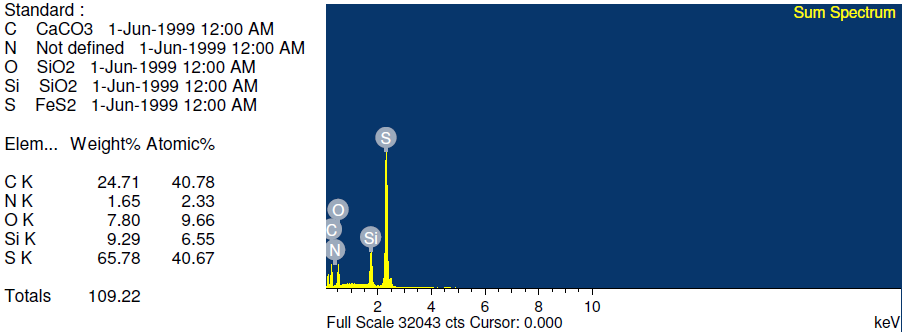 Standard :
C CaCO3 1-Jun-1999 12:00 AM
N Not defined 1-Jun-1999 12:00 AM
O SiO2 1-Jun-1999 12:00 AM
Si SiO2 1-Jun-1999 12:00 AM
S FeS2 1-Jun-1999 12:00 AM
Elem... Weight% Atomic%
C K 24.71 40.78
N K 1.65 2.33
O K 7.80 9.66
Si K 9.29 6.55
S K 65.78 40.67
Totals 109.22
Sum Spectrum
S
O
C
Si
N
2 4 6 8 10
Full Scale 32043 cts Cursor: 0.000 keV